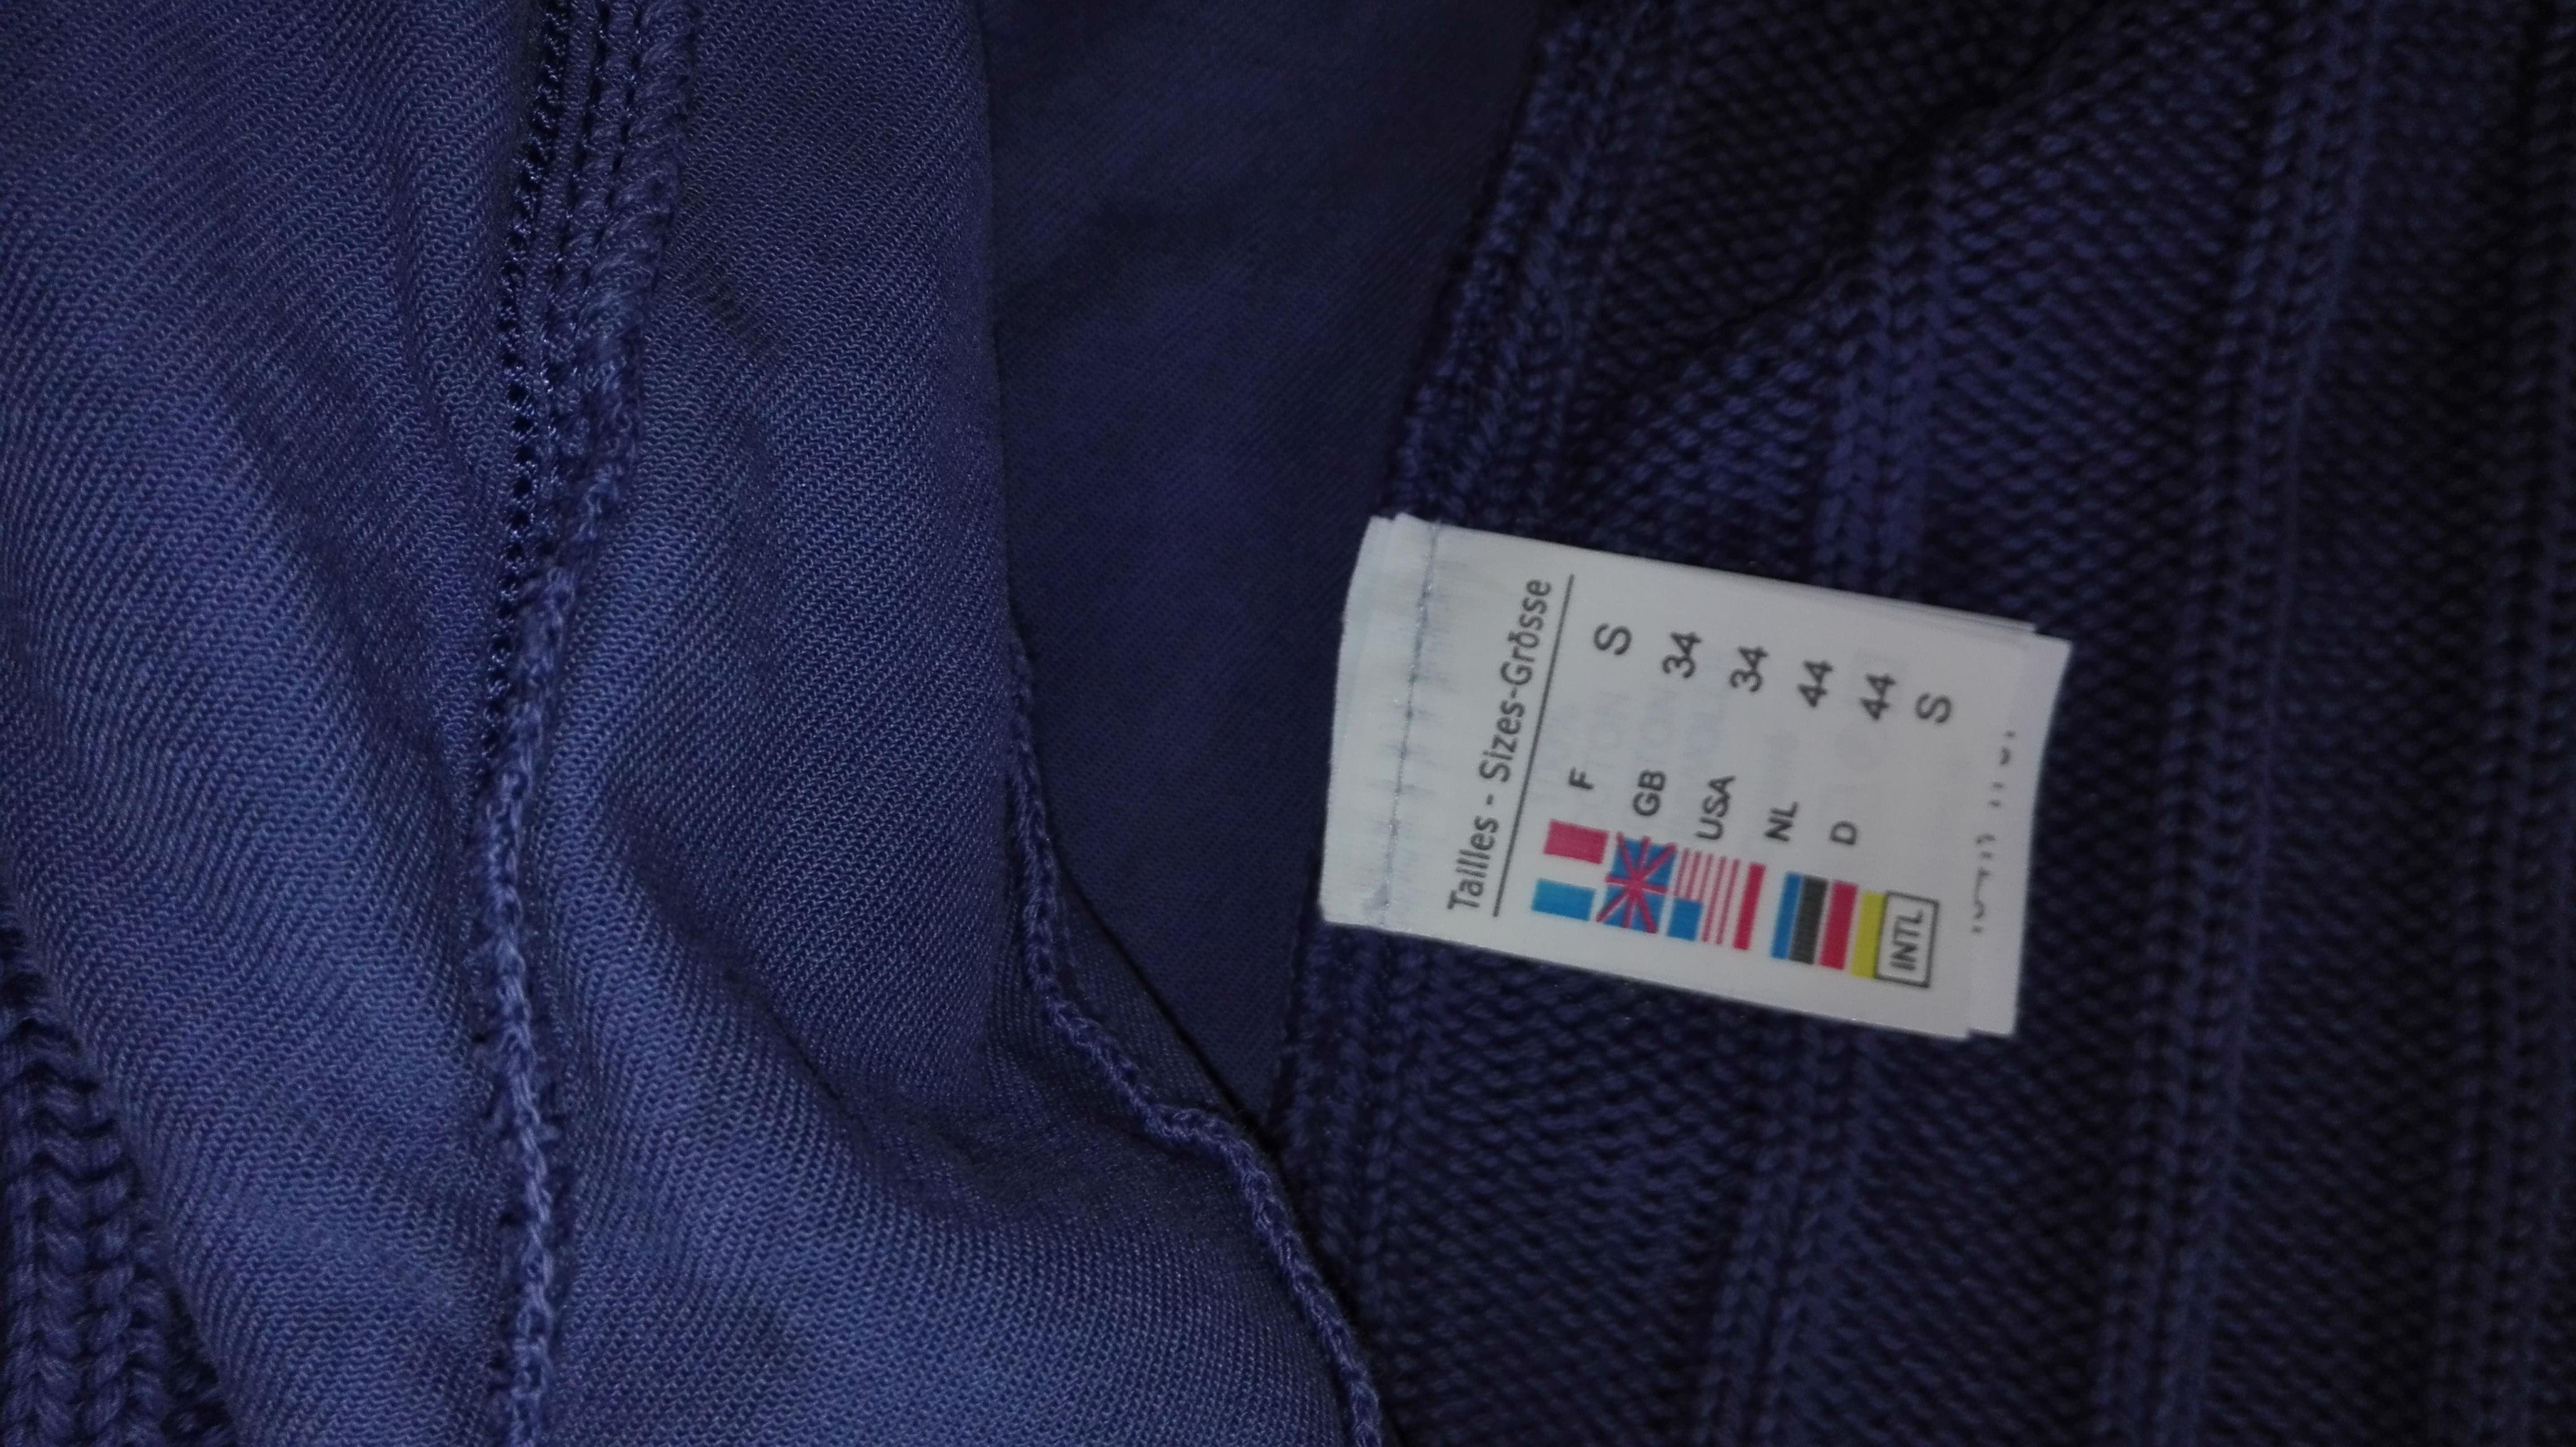 Tailles - Sizes-Grösse
F S
GB 34
USA 34
NL 44
D 44
INTL S